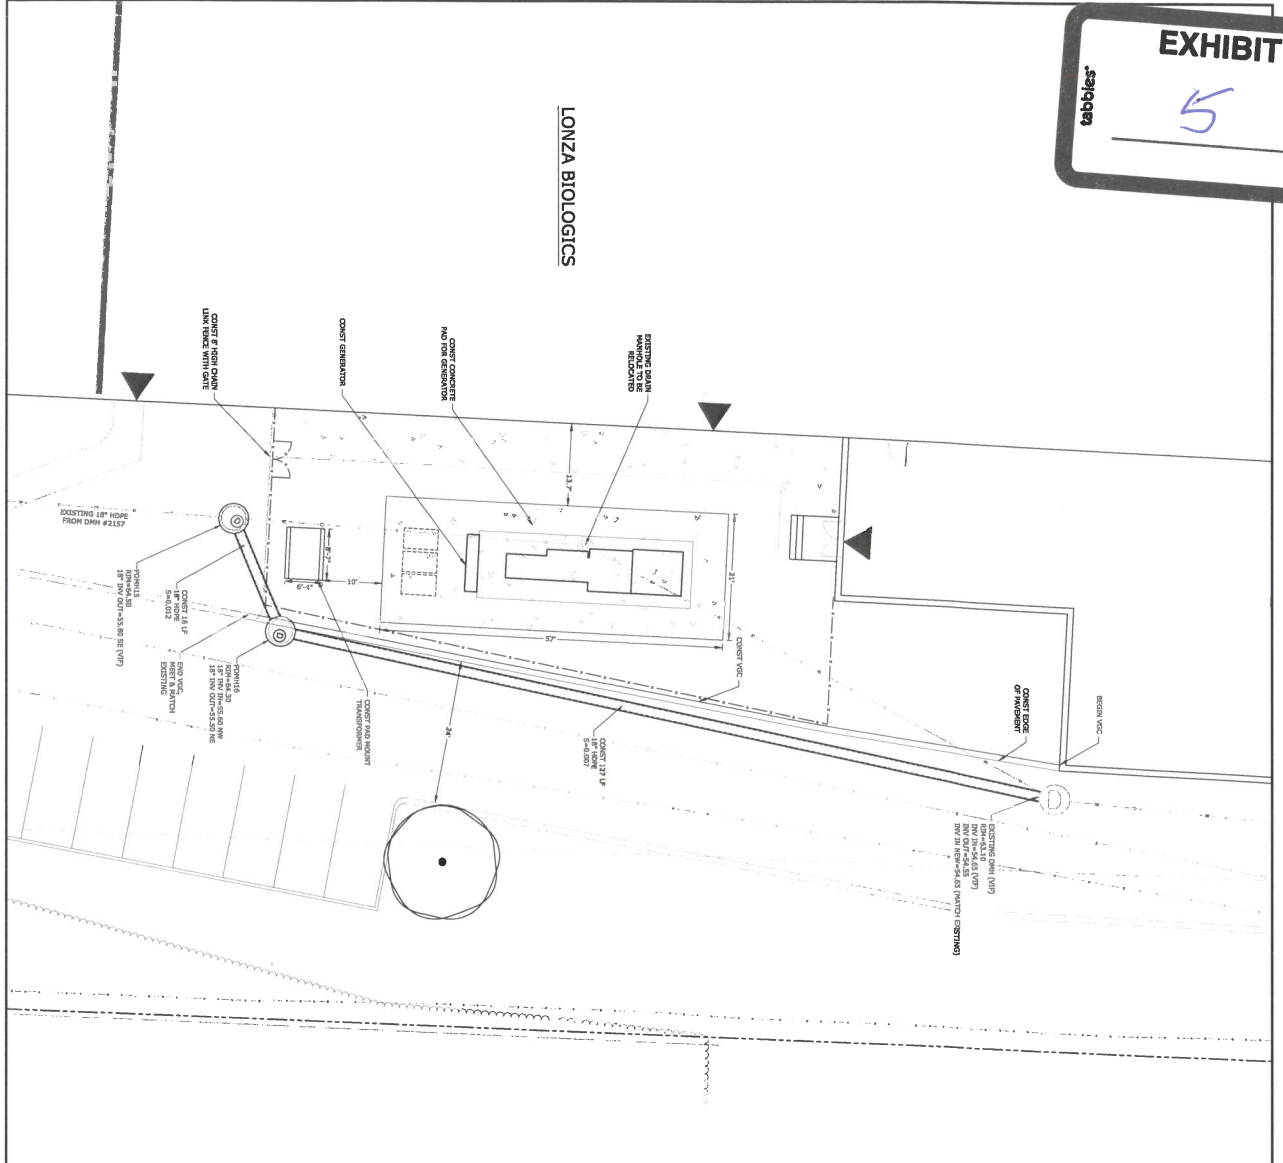 EXHIBIT
5
tabbies®
LONZA BIOLOGICS
EXISTING DRAIN
MANHOLE TO BE
RELOCATED
CONST CONCRETE
PAD FOR GENERATOR
CONST GENERATOR
CONST 8' HIGH CHAIN
LINK FENCE WITH GATE
13.7'
21'
57'
10'
8'-7"
6'-4"
24'
EXISTING 18" HDPE
FROM DMH #2157
PDMH15
RIM=64.50
18" INV OUT=55.80 SE (VIF)
CONST 16 LF
18" HDPE
S=0.012
END VGC,
MEET & MATCH
EXISTING
PDMH16
RIM=64.30
18" INV IN=55.60 NW
18" INV OUT=55.50 NE
CONST PAD MOUNT
TRANSFORMER
CONST VGC
CONST 127 LF
18" HDPE
S=0.007
CONST EDGE
OF PAVEMENT
BEGIN VGC
D
EXISTING DMH (VIF)
RIM=63.10
INV IN=54.65 (VIF)
INV OUT=54.55
INV IN NEW=54.65 (MATCH EXISTING)